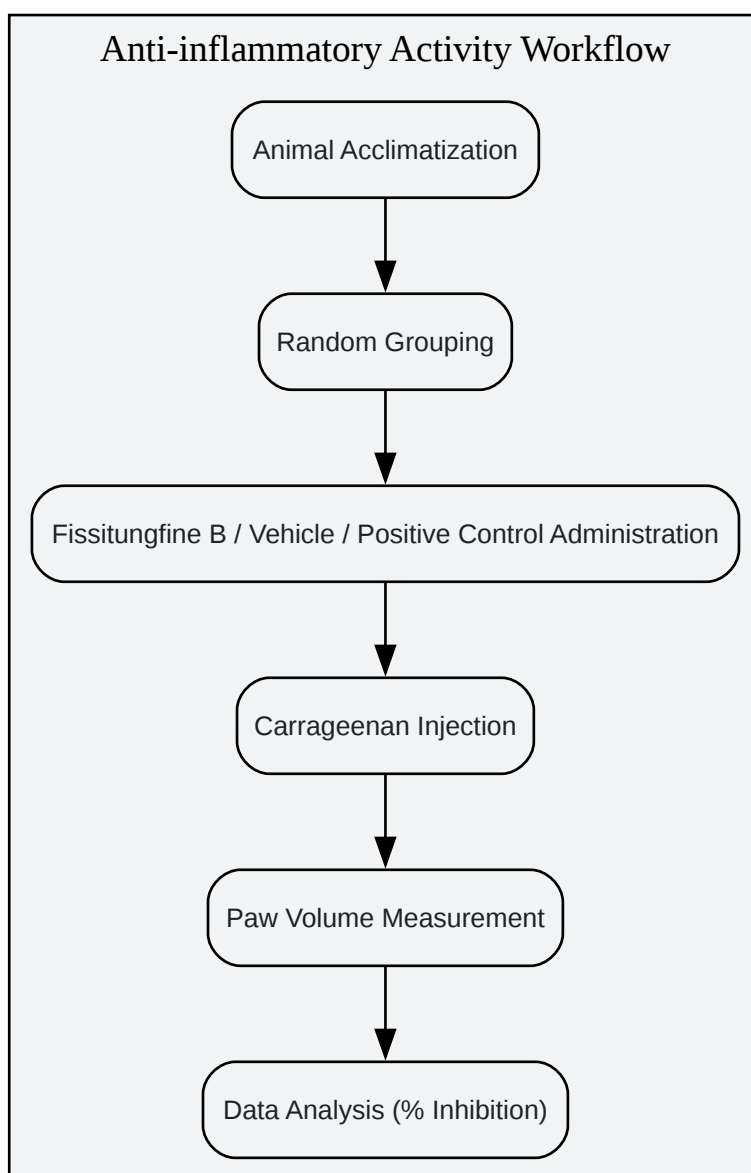 Anti-inflammatory Activity Workflow
Animal Acclimatization
Random Grouping
Fissitungfine B / Vehicle / Positive Control Administration
Carrageenan Injection
Paw Volume Measurement
Data Analysis (% Inhibition)